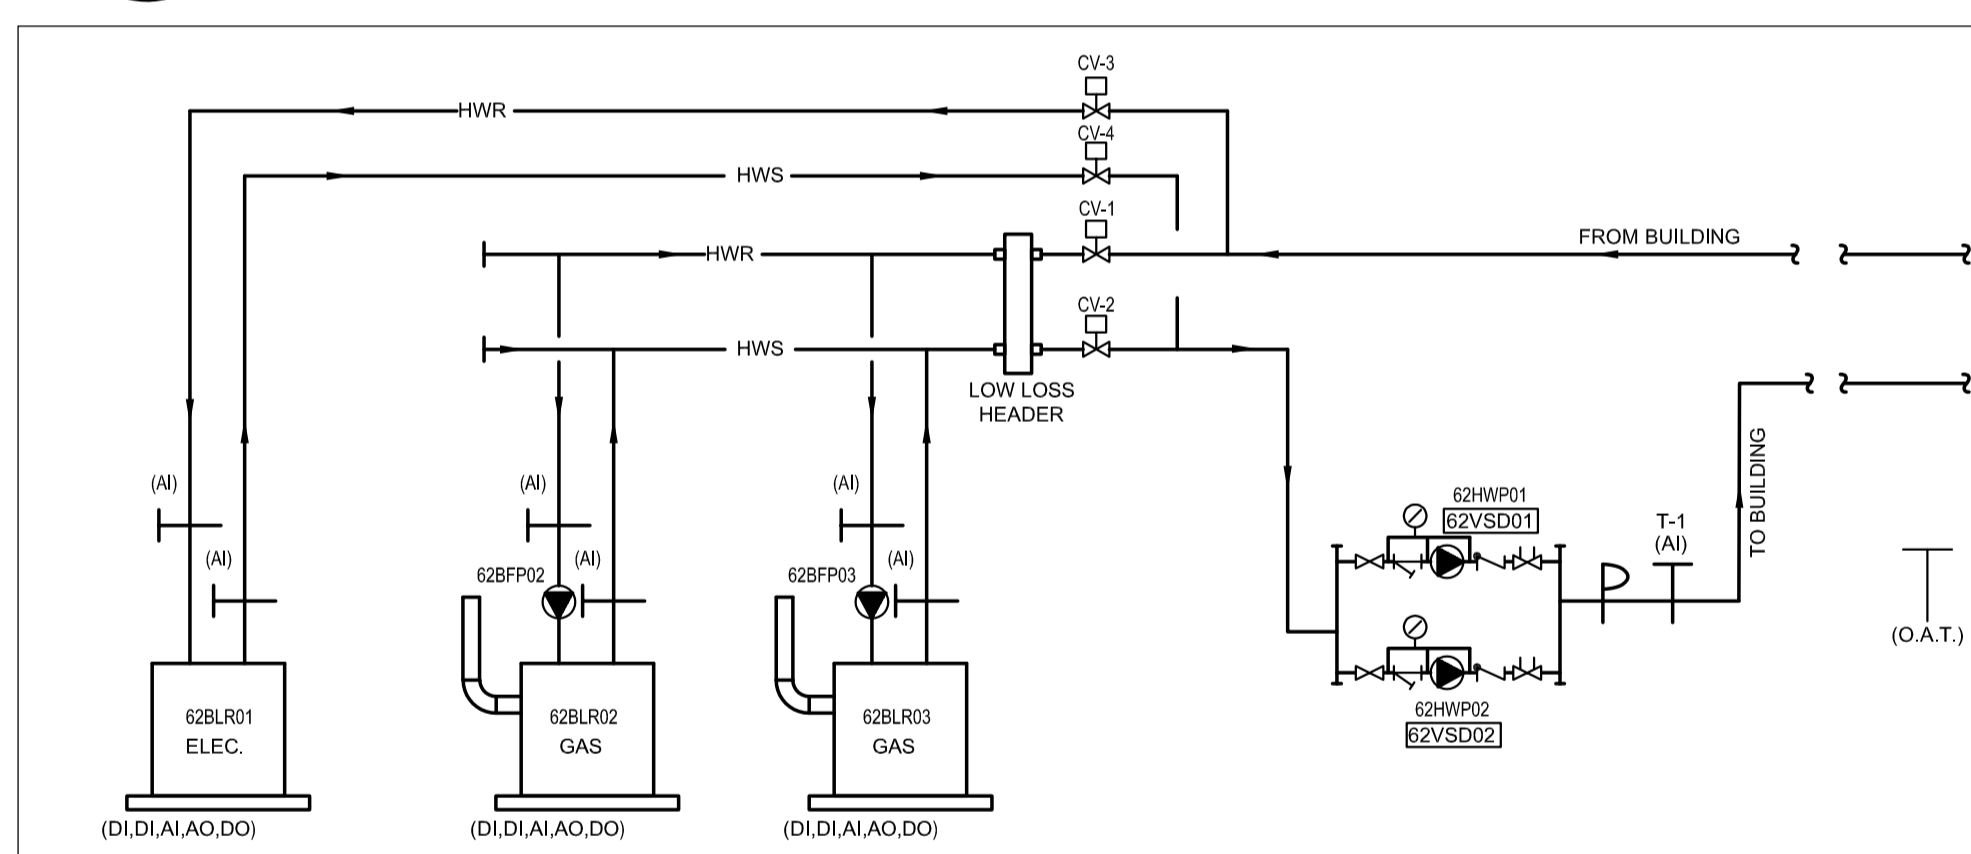 CV-3
HWR
CV-4
HWS
CV-1
FROM BUILDING
HWR
CV-2
HWS
LOW LOSS
HEADER
TO BUILDING
(AI)
(AI)
(AI)
62HWP01
62VSD01
T-1
(AI)
(AI)
(AI)
(AI)
62BFP02
62BFP03
(O.A.T.)
62HWP02
62VSD02
62BLR01
ELEC.
62BLR02
GAS
62BLR03
GAS
(DI,DI,AI,AO,DO)
(DI,DI,AI,AO,DO)
(DI,DI,AI,AO,DO)